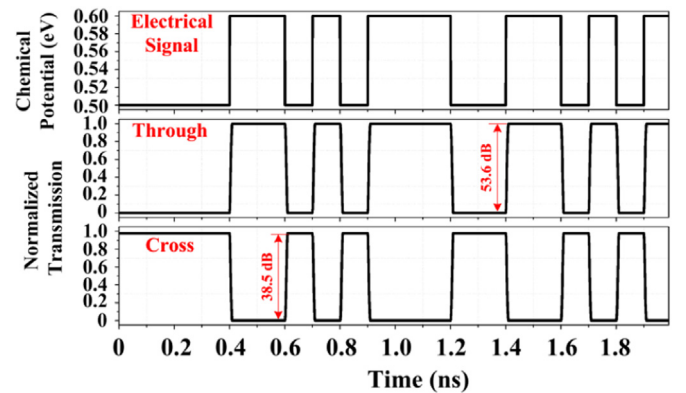 Chemical
Potential (eV)
0.60
0.58
0.56
0.54
0.52
0.50
Electrical
Signal
Normalized
Transmission
1.0
0.8
0.6
0.4
0.2
0
Through
53.6 dB
1.0
0.8
0.6
0.4
0.2
0
Cross
38.5 dB
0 0.2 0.4 0.6 0.8 1.0 1.2 1.4 1.6 1.8
Time (ns)